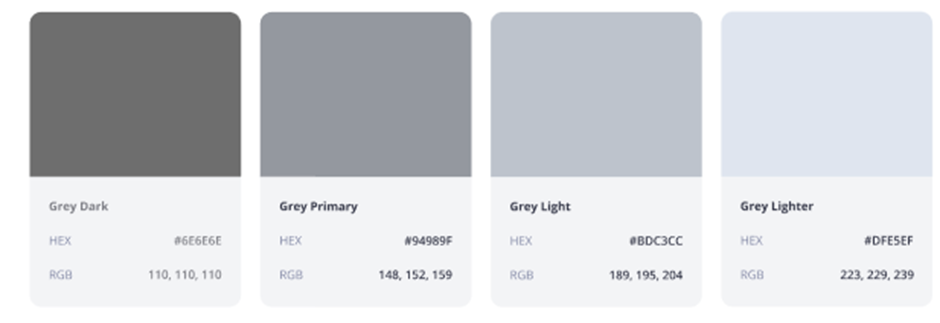 Grey Dark
HEX #6E6E6E
RGB 110, 110, 110
Grey Primary
HEX #94989F
RGB 148, 152, 159
Grey Light
HEX #BDC3CC
RGB 189, 195, 204
Grey Lighter
HEX #DFE5EF
RGB 223, 229, 239